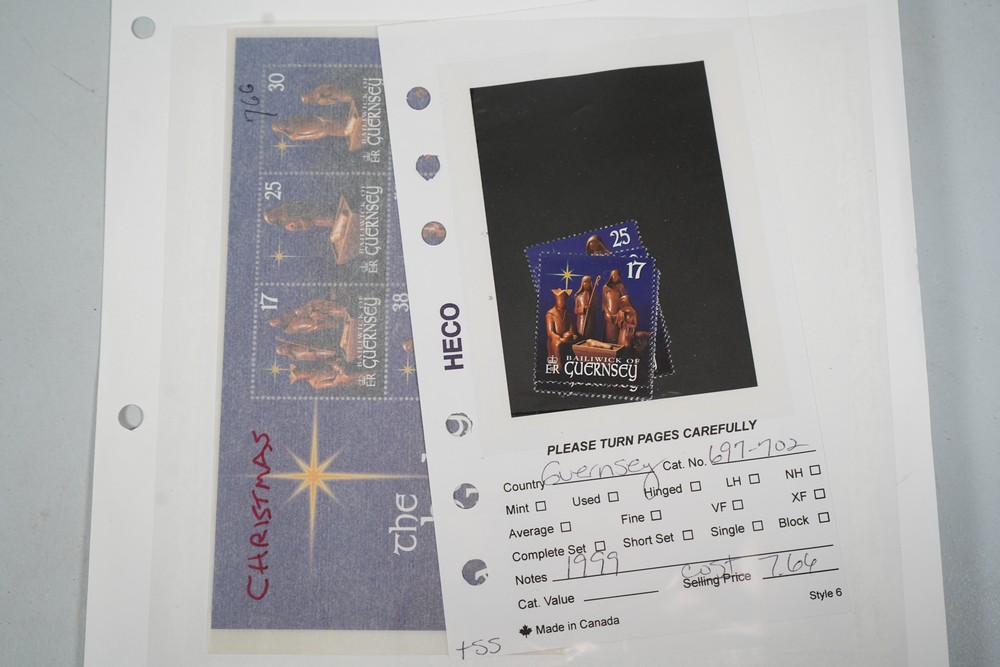 766
30
BAILIWICK OF
ER GUERNSEY
25
BAILIWICK OF
ER GUERNSEY
17
BAILIWICK OF
ER GUERNSEY
38
CHRISTMAS
The
HECO
25
17
BAILIWICK OF
ER GUERNSEY
PLEASE TURN PAGES CAREFULLY
Country Guernsey Cat. No. 697-702
Mint Used Hinged LH NH
Average Fine VF XF
Complete Set Short Set Single Block
Notes 1999
cost
Cat. Value Selling Price 7.66
Made in Canada Style 6
+55